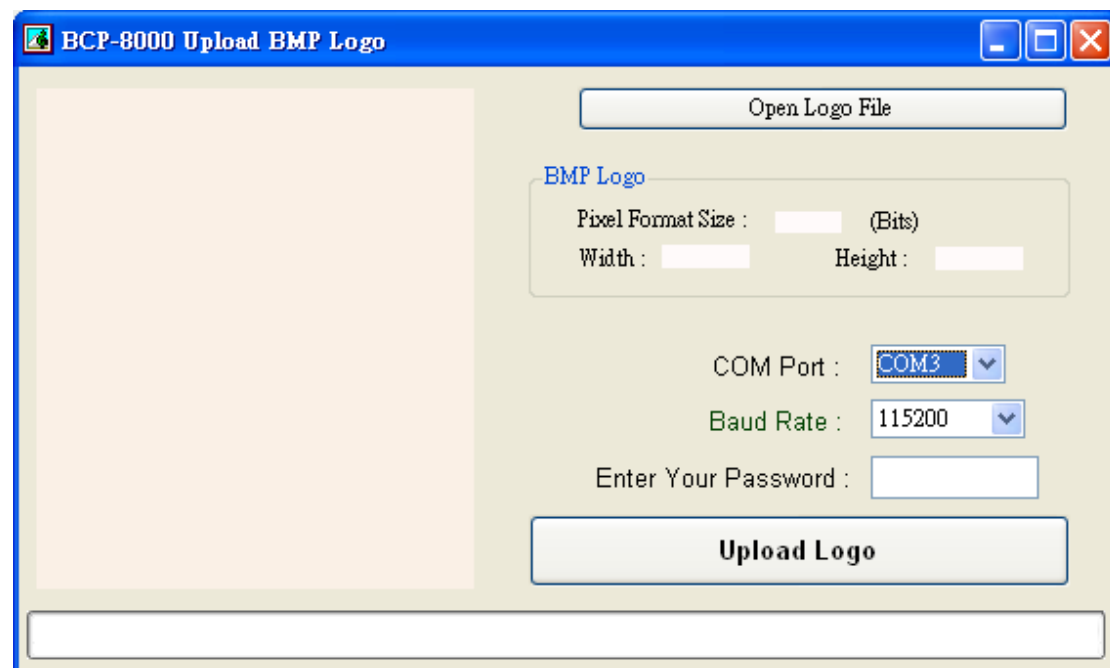 BCP-8000 Upload BMP Logo
Open Logo File
BMP Logo
Pixel Format Size : (Bits)
Width : Height :
COM Port : COM3
Baud Rate : 115200
Enter Your Password :
Upload Logo